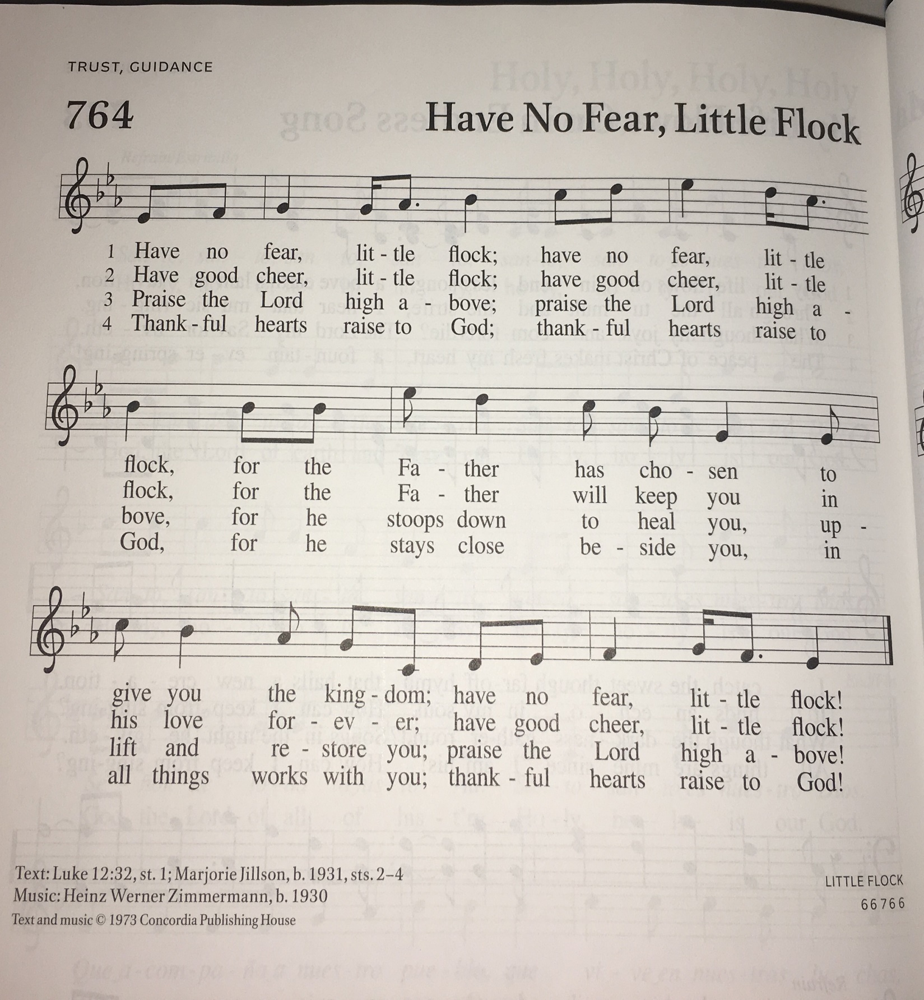 TRUST, GUIDANCE
764 Have No Fear, Little Flock
1 Have no fear, lit - tle flock; have no fear, lit - tle
2 Have good cheer, lit - tle flock; have good cheer, lit - tle
3 Praise the Lord high a - bove; praise the Lord high a -
4 Thank - ful hearts raise to God; thank - ful hearts raise to
flock, for the Fa - ther has cho - sen to
flock, for the Fa - ther will keep you in
bove, for he stoops down to heal you, up -
God, for he stays close be - side you, in
give you the king - dom; have no fear, lit - tle flock!
his love for - ev - er; have good cheer, lit - tle flock!
lift and re - store you; praise the Lord high a - bove!
all things works with you; thank - ful hearts raise to God!
Text: Luke 12:32, st. 1; Marjorie Jillson, b. 1931, sts. 2–4
Music: Heinz Werner Zimmermann, b. 1930
Text and music © 1973 Concordia Publishing House
LITTLE FLOCK
6 6 7 6 6